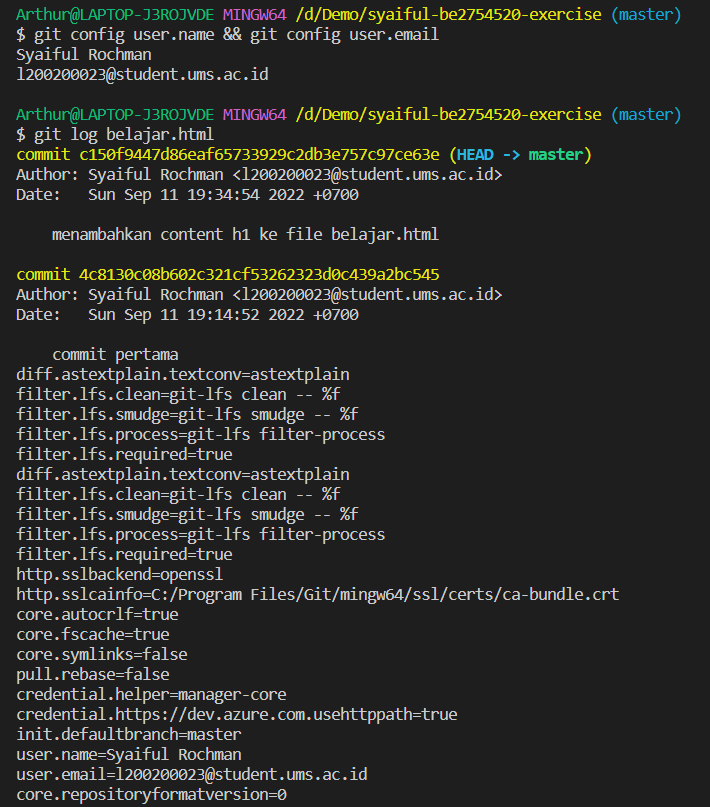 Arthur@LAPTOP-J3ROJVDE MINGW64 /d/Demo/syaiful-be2754520-exercise (master)
$ git config user.name && git config user.email
Syaiful Rochman
l200200023@student.ums.ac.id

Arthur@LAPTOP-J3ROJVDE MINGW64 /d/Demo/syaiful-be2754520-exercise (master)
$ git log belajar.html
commit c150f9447d86eaf65733929c2db3e757c97ce63e (HEAD -> master)
Author: Syaiful Rochman <l200200023@student.ums.ac.id>
Date:   Sun Sep 11 19:34:54 2022 +0700

    menambahkan content h1 ke file belajar.html

commit 4c8130c08b602c321cf53262323d0c439a2bc545
Author: Syaiful Rochman <l200200023@student.ums.ac.id>
Date:   Sun Sep 11 19:14:52 2022 +0700

    commit pertama
diff.astextplain.textconv=astextplain
filter.lfs.clean=git-lfs clean -- %f
filter.lfs.smudge=git-lfs smudge -- %f
filter.lfs.process=git-lfs filter-process
filter.lfs.required=true
diff.astextplain.textconv=astextplain
filter.lfs.clean=git-lfs clean -- %f
filter.lfs.smudge=git-lfs smudge -- %f
filter.lfs.process=git-lfs filter-process
filter.lfs.required=true
http.sslbackend=openssl
http.sslcainfo=C:/Program Files/Git/mingw64/ssl/certs/ca-bundle.crt
core.autocrlf=true
core.fscache=true
core.symlinks=false
pull.rebase=false
credential.helper=manager-core
credential.https://dev.azure.com.usehttppath=true
init.defaultbranch=master
user.name=Syaiful Rochman
user.email=l200200023@student.ums.ac.id
core.repositoryformatversion=0